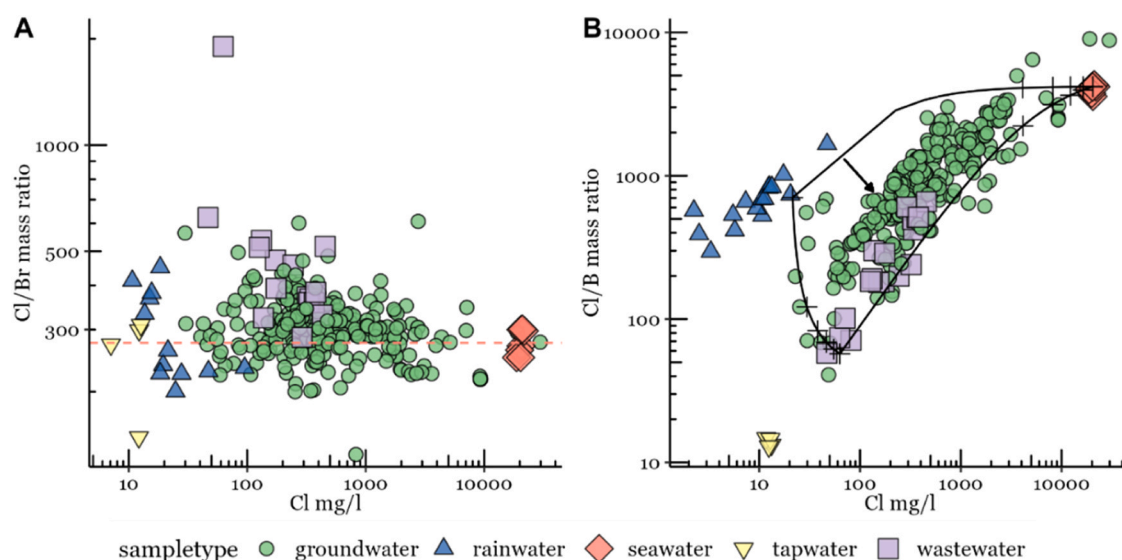 A
B
Cl/Br mass ratio
1000
500
300
10
100
1000
10000
Cl mg/l
Cl/B mass ratio
10000
1000
100
10
10
100
1000
10000
Cl mg/l
sampletype groundwater rainwater seawater tapwater wastewater